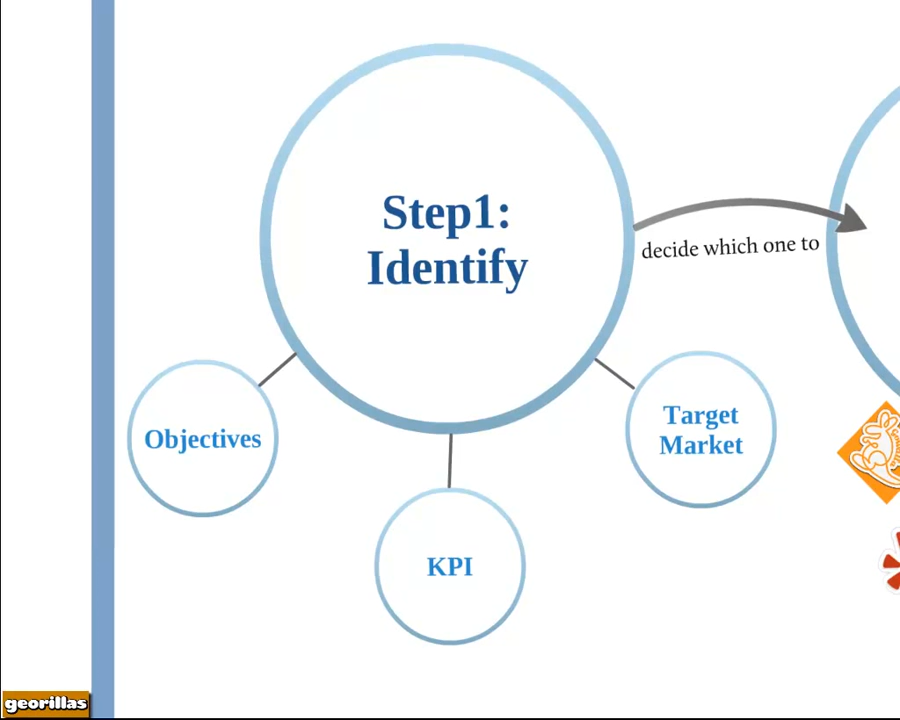 Step1:
Identify
decide which one to
Objectives
Target
Market
KPI
georillas